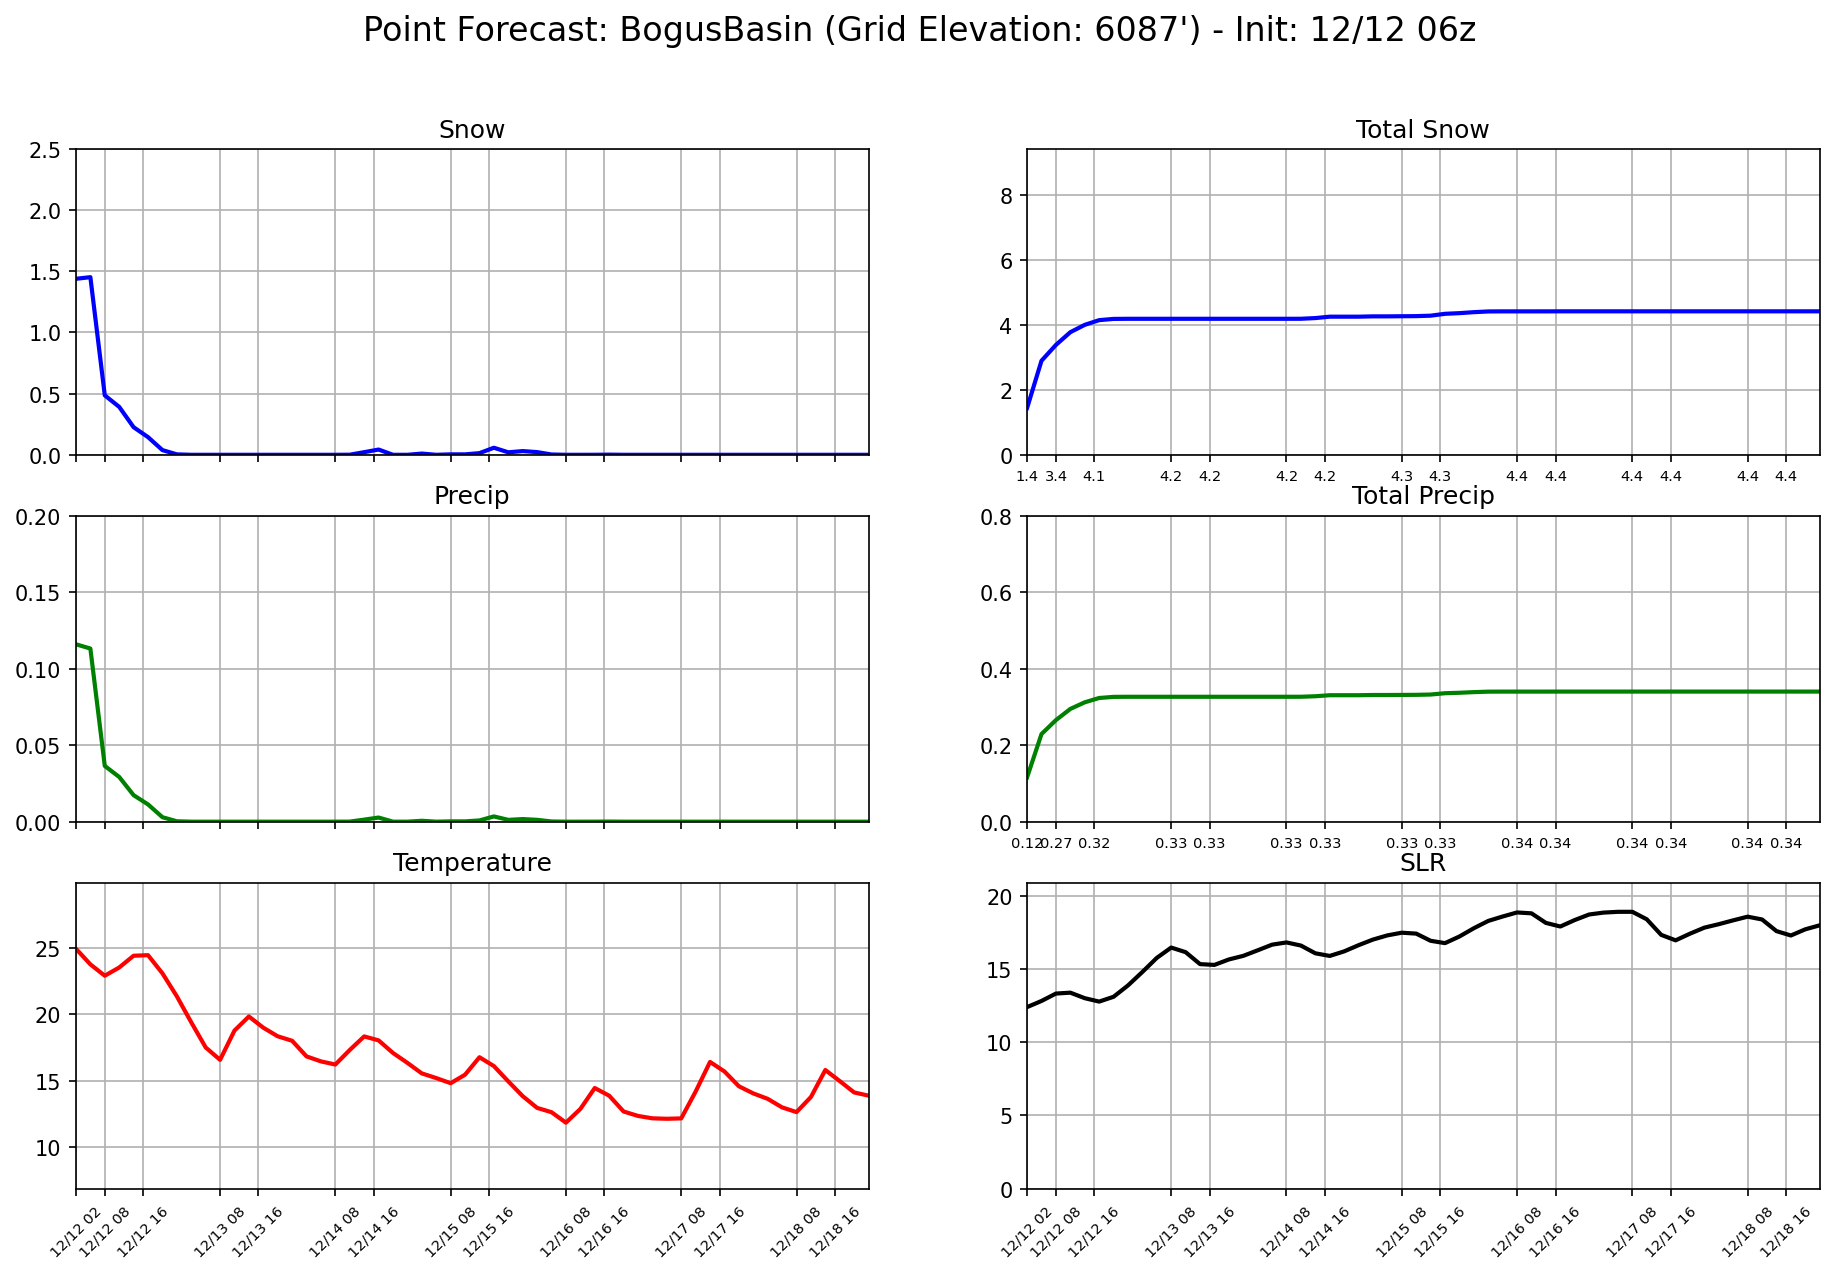 Point Forecast: BogusBasin (Grid Elevation: 6087') - Init: 12/12 06z
Snow
2.5
2.0
1.5
1.0
0.5
0.0
Total Snow
8
6
4
2
0
1.4 3.4 4.1 4.2 4.2 4.2 4.2 4.3 4.3 4.4 4.4 4.4 4.4 4.4 4.4
Precip
0.20
0.15
0.10
0.05
0.00
Total Precip
0.8
0.6
0.4
0.2
0.0
0.12 0.27 0.32 0.33 0.33 0.33 0.33 0.33 0.33 0.34 0.34 0.34 0.34 0.34 0.34
Temperature
25
20
15
10
12/12 02 12/12 08 12/12 16 12/13 08 12/13 16 12/14 08 12/14 16 12/15 08 12/15 16 12/16 08 12/16 16 12/17 08 12/17 16 12/18 08 12/18 16
SLR
20
15
10
5
0
12/12 02 12/12 08 12/12 16 12/13 08 12/13 16 12/14 08 12/14 16 12/15 08 12/15 16 12/16 08 12/16 16 12/17 08 12/17 16 12/18 08 12/18 16